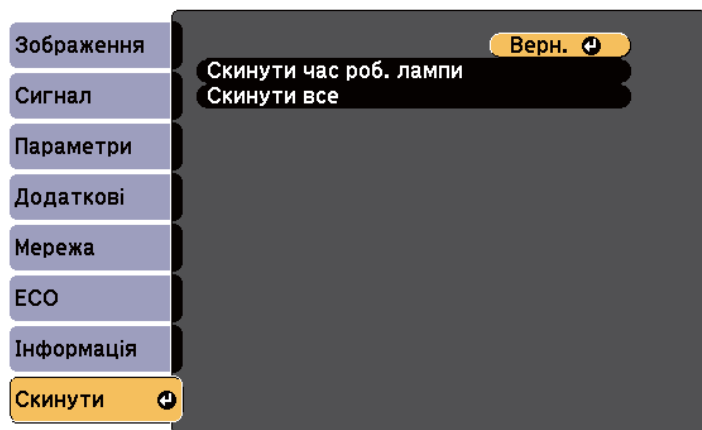 Зображення
Сигнал
Параметри
Додаткові
Мережа
ECO
Інформація
Скинути
Верн.
Скинути час роб. лампи
Скинути все